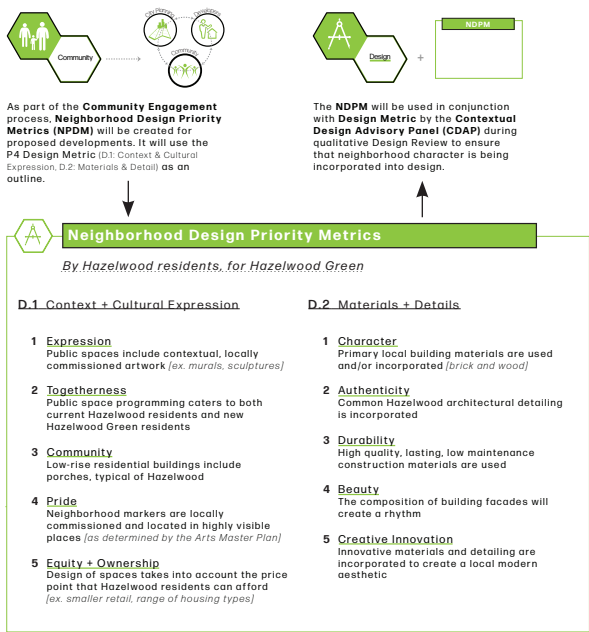 City Planning
Developers
Community
Community
Design
+
NDPM
As part of the Community Engagement
process, Neighborhood Design Priority
Metrics (NPDM) will be created for
proposed developments. It will use the
P4 Design Metric (D.1: Context & Cultural
Expression, D.2: Materials & Detail) as an
outline.
The NDPM will be used in conjunction
with Design Metric by the Contextual
Design Advisory Panel (CDAP) during
qualitative Design Review to ensure
that neighborhood character is being
incorporated into design.
Neighborhood Design Priority Metrics
By Hazelwood residents, for Hazelwood Green
D.1 Context + Cultural Expression
1 Expression
Public spaces include contextual, locally
commissioned artwork [ex. murals, sculptures]
2 Togetherness
Public space programming caters to both
current Hazelwood residents and new
Hazelwood Green residents
3 Community
Low-rise residential buildings include
porches, typical of Hazelwood
4 Pride
Neighborhood markers are locally
commissioned and located in highly visible
places [as determined by the Arts Master Plan]
5 Equity + Ownership
Design of spaces takes into account the price
point that Hazelwood residents can afford
[ex. smaller retail, range of housing types]
D.2 Materials + Details
1 Character
Primary local building materials are used
and/or incorporated [brick and wood]
2 Authenticity
Common Hazelwood architectural detailing
is incorporated
3 Durability
High quality, lasting, low maintenance
construction materials are used
4 Beauty
The composition of building facades will
create a rhythm
5 Creative Innovation
Innovative materials and detailing are
incorporated to create a local modern
aesthetic